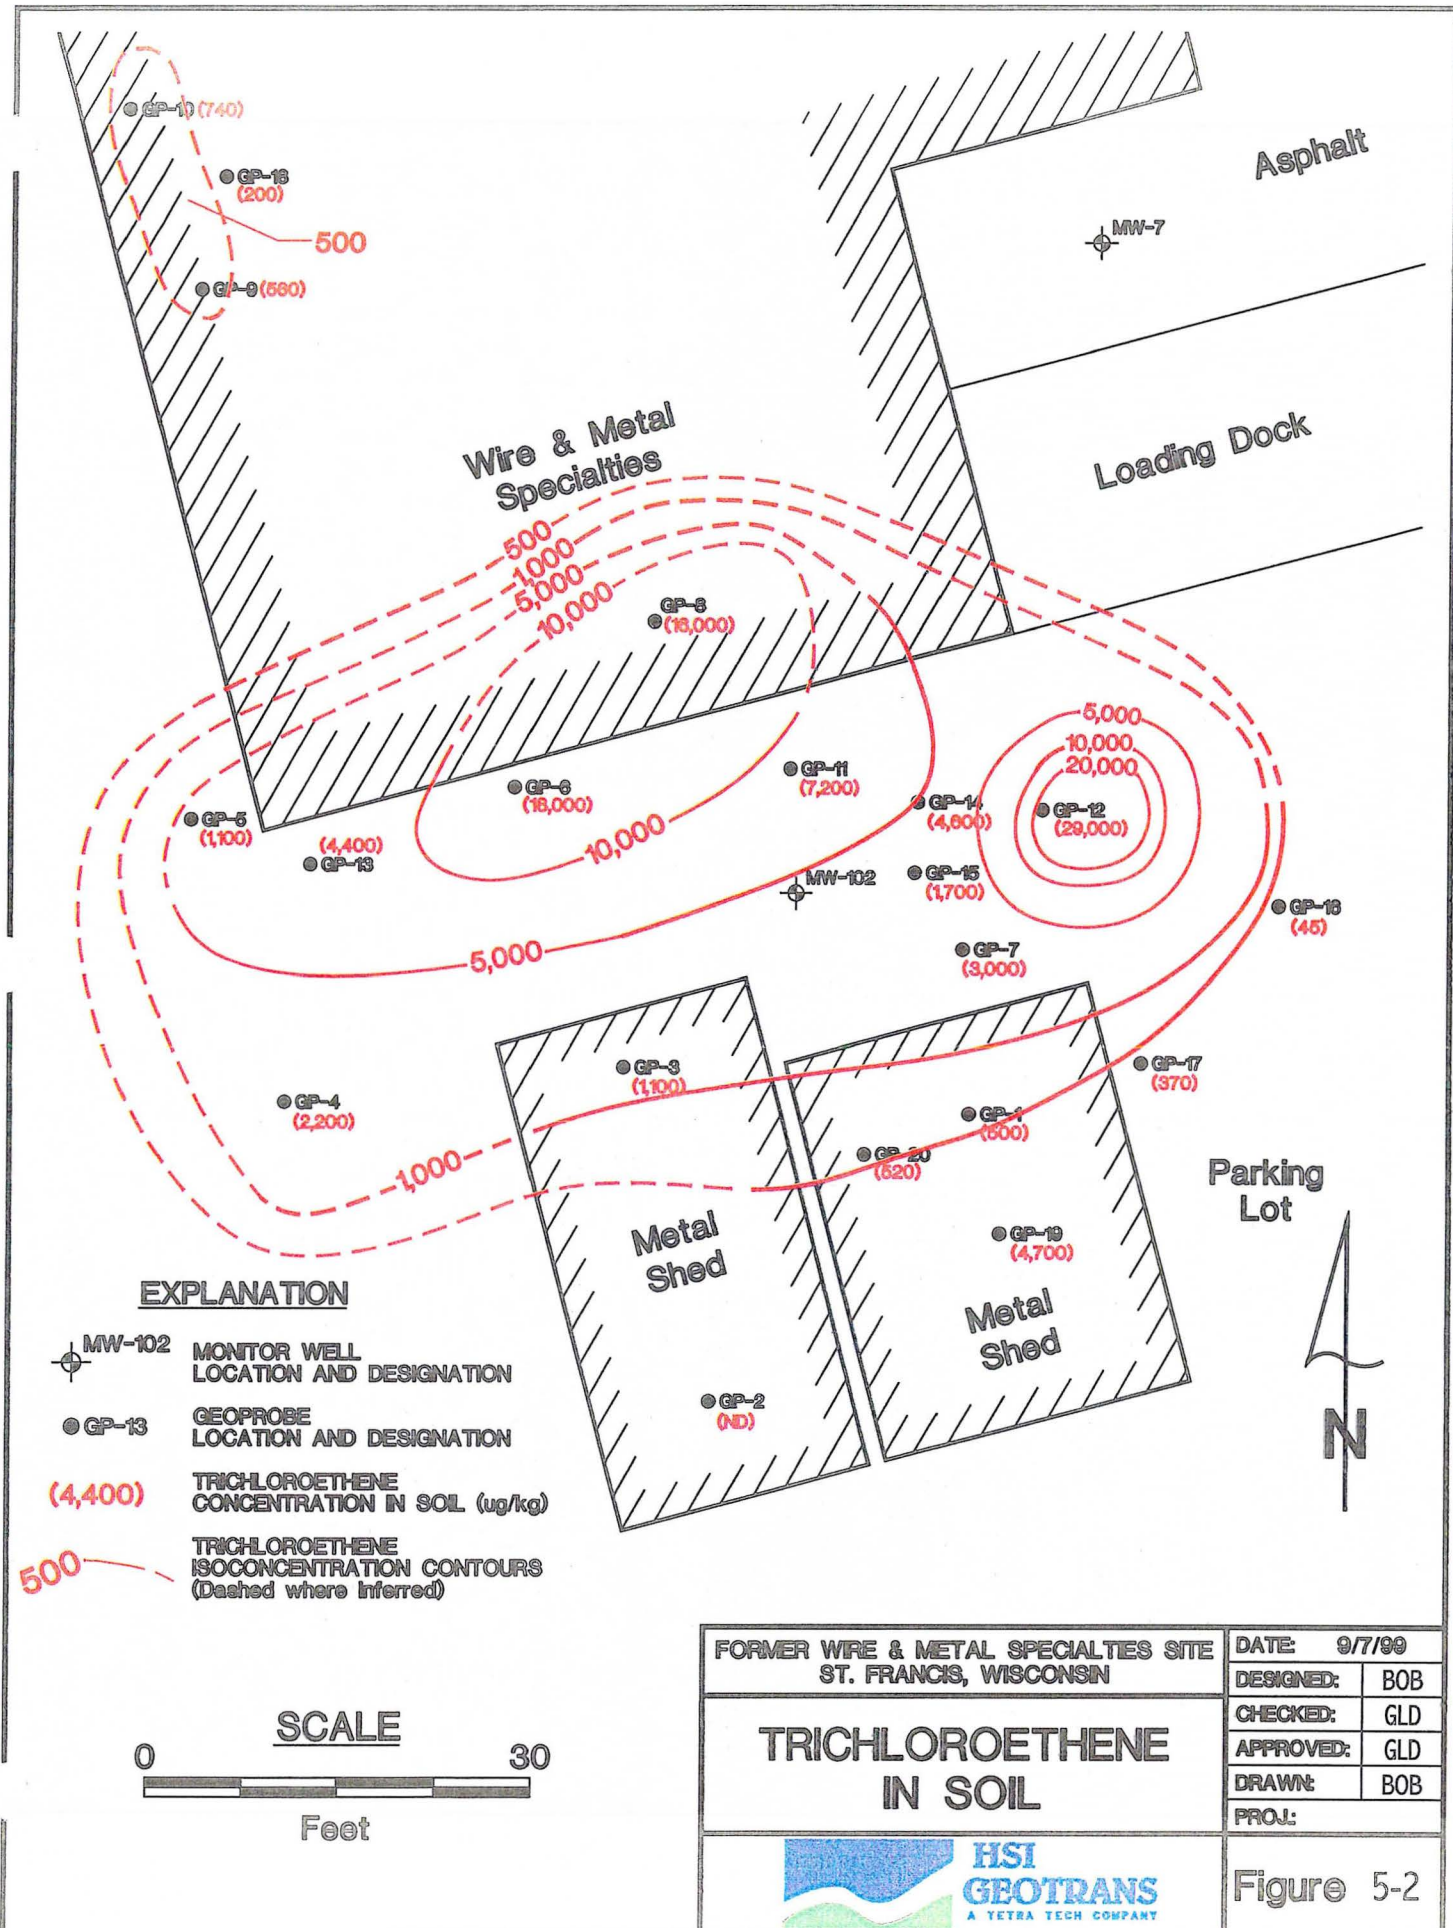 GP-10 (740)
GP-18
(200)
500
GP-9 (560)
Asphalt
MW-7
Loading Dock
Wire & Metal
Specialties
500
1,000
5,000
10,000
GP-8
(16,000)
5,000
10,000
20,000
GP-12
(29,000)
GP-11
(7,200)
GP-6
(16,000)
GP-14
(4,600)
GP-5
(1,100)
(4,400)
GP-13
10,000
MW-102
GP-15
(1,700)
GP-16
(45)
GP-7
(3,000)
5,000
GP-3
(1,100)
GP-17
(370)
GP-4
(2,200)
GP-1
(500)
GP-20
(520)
1,000
Parking
Lot
GP-19
(4,700)
Metal
Shed
Metal
Shed
GP-2
(ND)
N
EXPLANATION
MW-102 MONITOR WELL
LOCATION AND DESIGNATION
GP-13 GEOPROBE
LOCATION AND DESIGNATION
(4,400) TRICHLOROETHENE
CONCENTRATION IN SOIL (ug/kg)
500 TRICHLOROETHENE
ISOCONCENTRATION CONTOURS
(Dashed where inferred)
SCALE
0 30
Feet
FORMER WIRE & METAL SPECIALTIES SITE
ST. FRANCIS, WISCONSIN
TRICHLOROETHENE
IN SOIL
DATE: 9/7/99
DESIGNED: BOB
CHECKED: GLD
APPROVED: GLD
DRAWN: BOB
PROJ.:
HSI
GEOTRANS
A TETRA TECH COMPANY
Figure 5-2